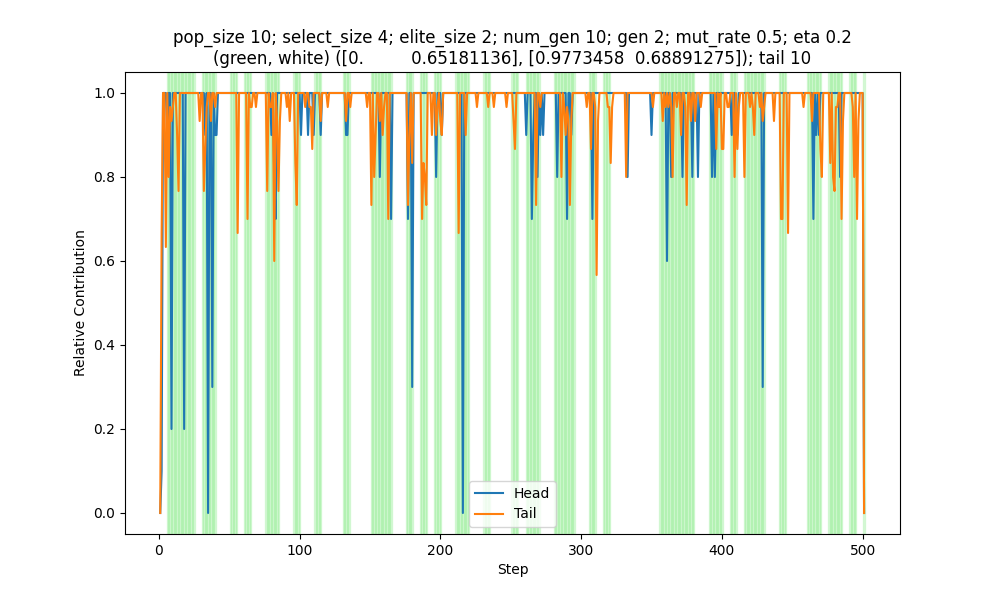 pop_size 10; select_size 4; elite_size 2; num_gen 10; gen 2; mut_rate 0.5; eta 0.2
(green, white) ([0.         0.65181136], [0.9773458  0.68891275]); tail 10
1.0
0.8
0.6
0.4
0.2
0.0
Relative Contribution
Head
Tail
0 100 200 300 400 500
Step